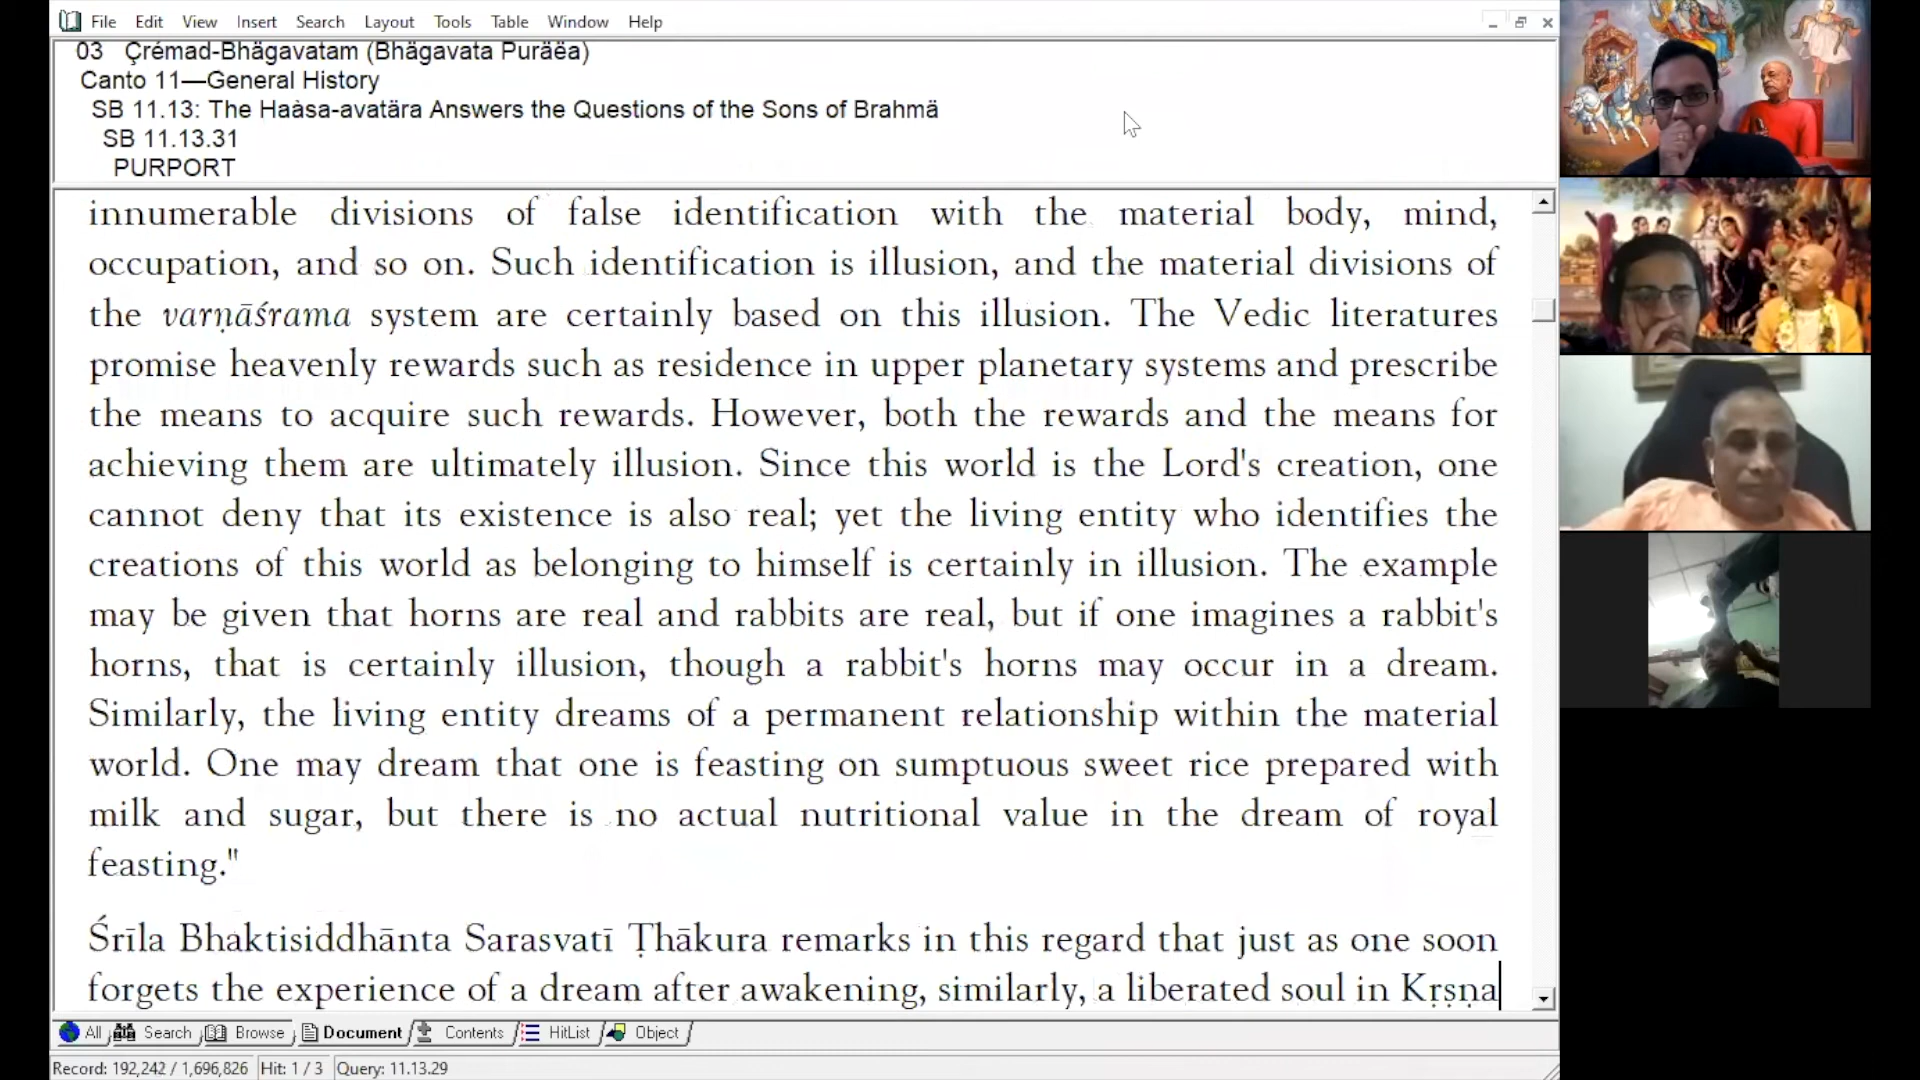 File Edit View Insert Search Layout Tools Table Window Help
03 Çrémad-Bhägavatam (Bhägavata Puräëa)
Canto 11—General History
SB 11.13: The Haàsa-avatära Answers the Questions of the Sons of Brahmä
SB 11.13.31
PURPORT
innumerable divisions of false identification with the material body, mind,
occupation, and so on. Such identification is illusion, and the material divisions of
the varṇāśrama system are certainly based on this illusion. The Vedic literatures
promise heavenly rewards such as residence in upper planetary systems and prescribe
the means to acquire such rewards. However, both the rewards and the means for
achieving them are ultimately illusion. Since this world is the Lord's creation, one
cannot deny that its existence is also real; yet the living entity who identifies the
creations of this world as belonging to himself is certainly in illusion. The example
may be given that horns are real and rabbits are real, but if one imagines a rabbit's
horns, that is certainly illusion, though a rabbit's horns may occur in a dream.
Similarly, the living entity dreams of a permanent relationship within the material
world. One may dream that one is feasting on sumptuous sweet rice prepared with
milk and sugar, but there is no actual nutritional value in the dream of royal
feasting."
Śrīla Bhaktisiddhānta Sarasvatī Ṭhākura remarks in this regard that just as one soon
forgets the experience of a dream after awakening, similarly, a liberated soul in Kṛṣṇa
All Search Browse Document Contents HitList Object
Record: 192,242 / 1,696,826 Hit: 1 / 3 Query: 11.13.29